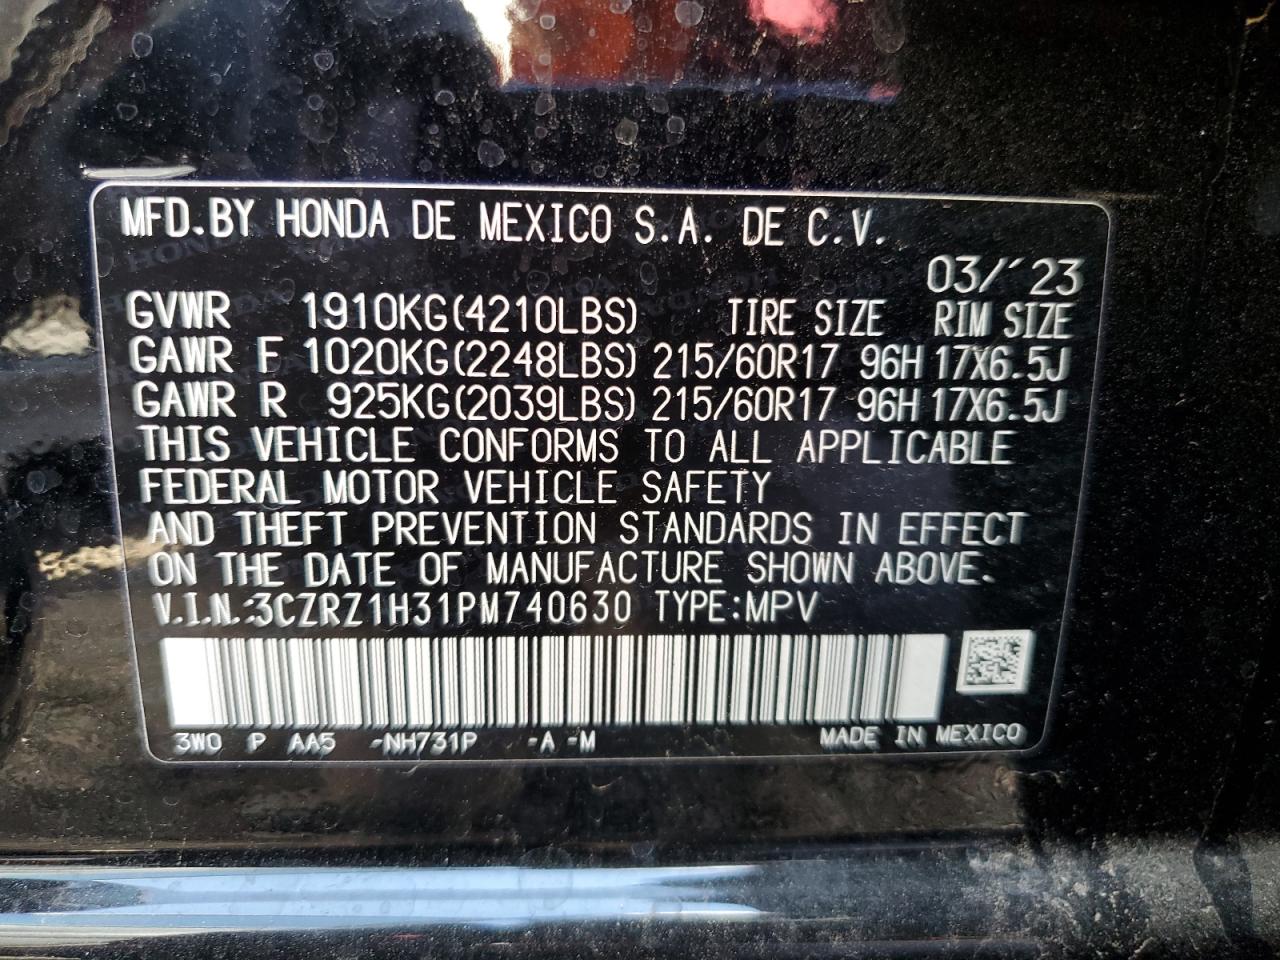 MFD.BY HONDA DE MEXICO S.A. DE C.V.
03/´23
GVWR 1910KG(4210LBS) TIRE SIZE RIM SIZE
GAWR F 1020KG(2248LBS) 215/60R17 96H 17X6.5J
GAWR R 925KG(2039LBS) 215/60R17 96H 17X6.5J
THIS VEHICLE CONFORMS TO ALL APPLICABLE
FEDERAL MOTOR VEHICLE SAFETY
AND THEFT PREVENTION STANDARDS IN EFFECT
ON THE DATE OF MANUFACTURE SHOWN ABOVE.
V.I.N.:3CZRZ1H31PM740630 TYPE:MPV
3W0 P AA5 -NH731P -A -M MADE IN MEXICO